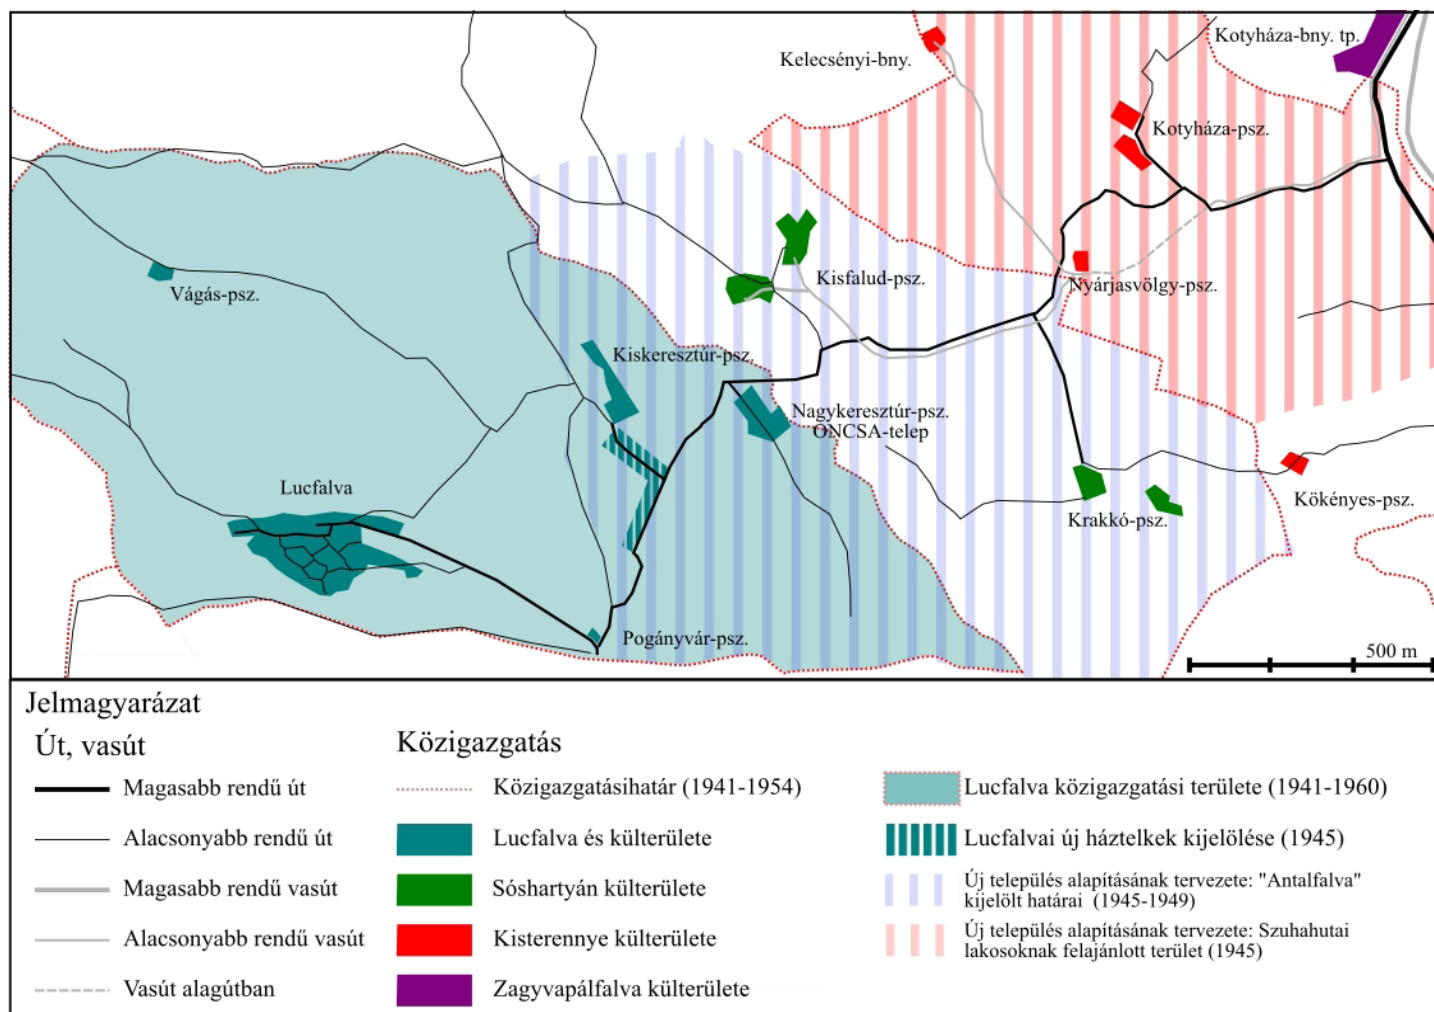 Kotyháza-bny. tp.
Kelecsényi-bny.
Kotyháza-psz.
Kisfalud-psz.
Nyárjasvölgy-psz.
Vágás-psz.
Kiskeresztúr-psz.
Nagykeresztúr-psz.
ONCSA-telep
Lucfalva
Kökényes-psz.
Krakkó-psz.
Pogányvár-psz.
500 m
Jelmagyarázat
Út, vasút
Magasabb rendű út
Alacsonyabb rendű út
Magasabb rendű vasút
Alacsonyabb rendű vasút
Vasút alagútban
Közigazgatás
Közigazgatásihatár (1941-1954)
Lucfalva és külterülete
Sóshartyán külterülete
Kisterennye külterülete
Zagyvapálfalva külterülete
Lucfalva közigazgatási területe (1941-1960)
Lucfalvai új háztelkek kijelölése (1945)
Új település alapításának tervezete: "Antalfalva"
kijelölt határai (1945-1949)
Új település alapításának tervezete: Szuhahutai
lakosoknak felajánlott terület (1945)